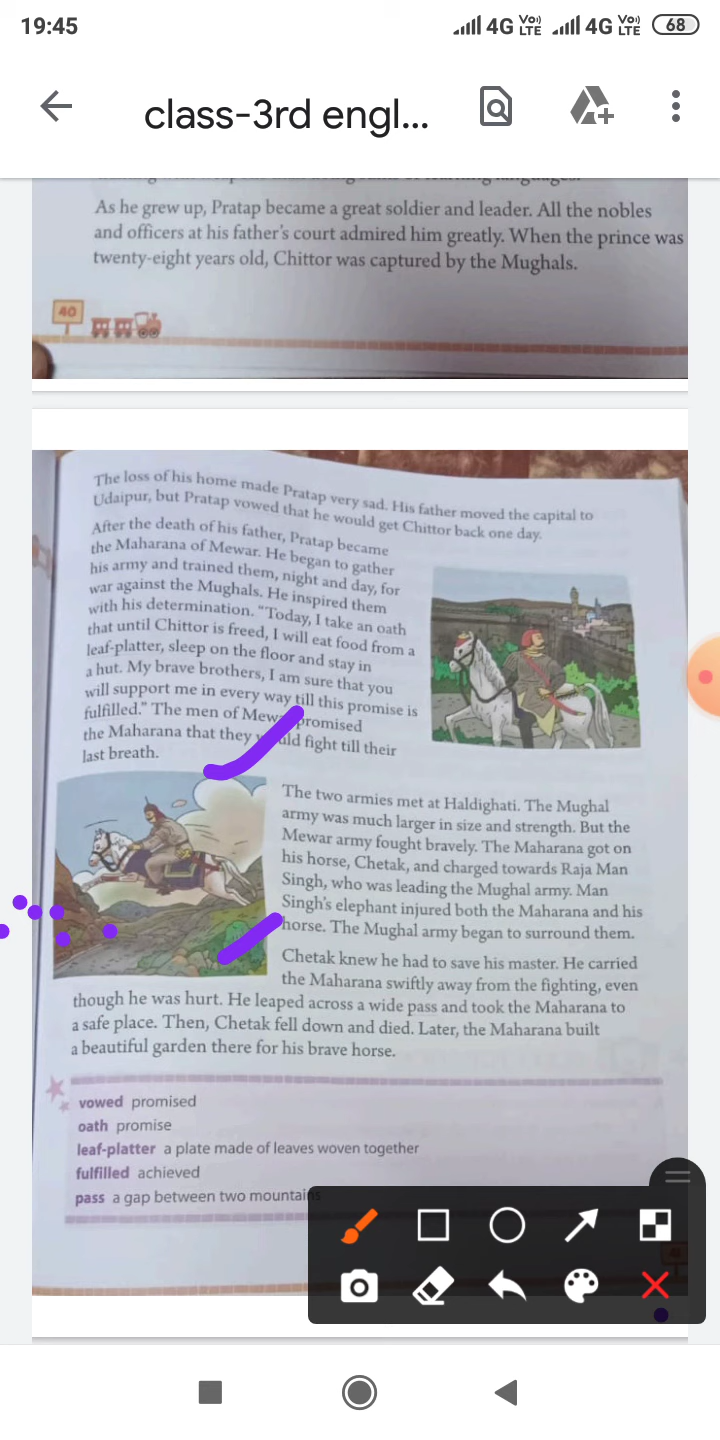 19:45
4G VoLTE 4G VoLTE 68
class-3rd engl...
As he grew up, Pratap became a great soldier and leader. All the nobles
and officers at his father's court admired him greatly. When the prince was
twenty-eight years old, Chittor was captured by the Mughals.
40
The loss of his home made Pratap very sad. His father moved the capital to
Udaipur, but Pratap vowed that he would get Chittor back one day.
After the death of his father, Pratap became
the Maharana of Mewar. He began to gather
his army and trained them, night and day, for
war against the Mughals. He inspired them
with his determination. "Today, I take an oath
that until Chittor is freed, I will eat food from a
leaf-platter, sleep on the floor and stay in
a hut. My brave brothers, I am sure that you
will support me in every way till this promise is
fulfilled." The men of Mewar promised
the Maharana that they would fight till their
last breath.
The two armies met at Haldighati. The Mughal
army was much larger in size and strength. But the
Mewar army fought bravely. The Maharana got on
his horse, Chetak, and charged towards Raja Man
Singh, who was leading the Mughal army. Man
Singh's elephant injured both the Maharana and his
horse. The Mughal army began to surround them.
Chetak knew he had to save his master. He carried
the Maharana swiftly away from the fighting, even
though he was hurt. He leaped across a wide pass and took the Maharana to
a safe place. Then, Chetak fell down and died. Later, the Maharana built
a beautiful garden there for his brave horse.
vowed promised
oath promise
leaf-platter a plate made of leaves woven together
fulfilled achieved
pass a gap between two mountains